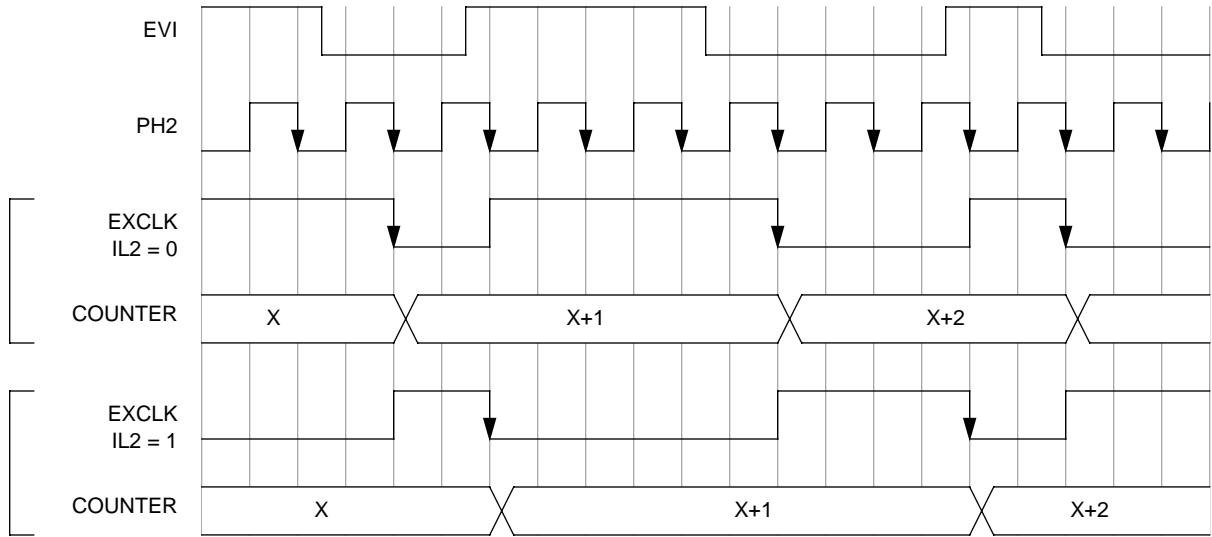 EVI
PH2
EXCLK
IL2 = 0
COUNTER
X
X+1
X+2
EXCLK
IL2 = 1
COUNTER
X
X+1
X+2